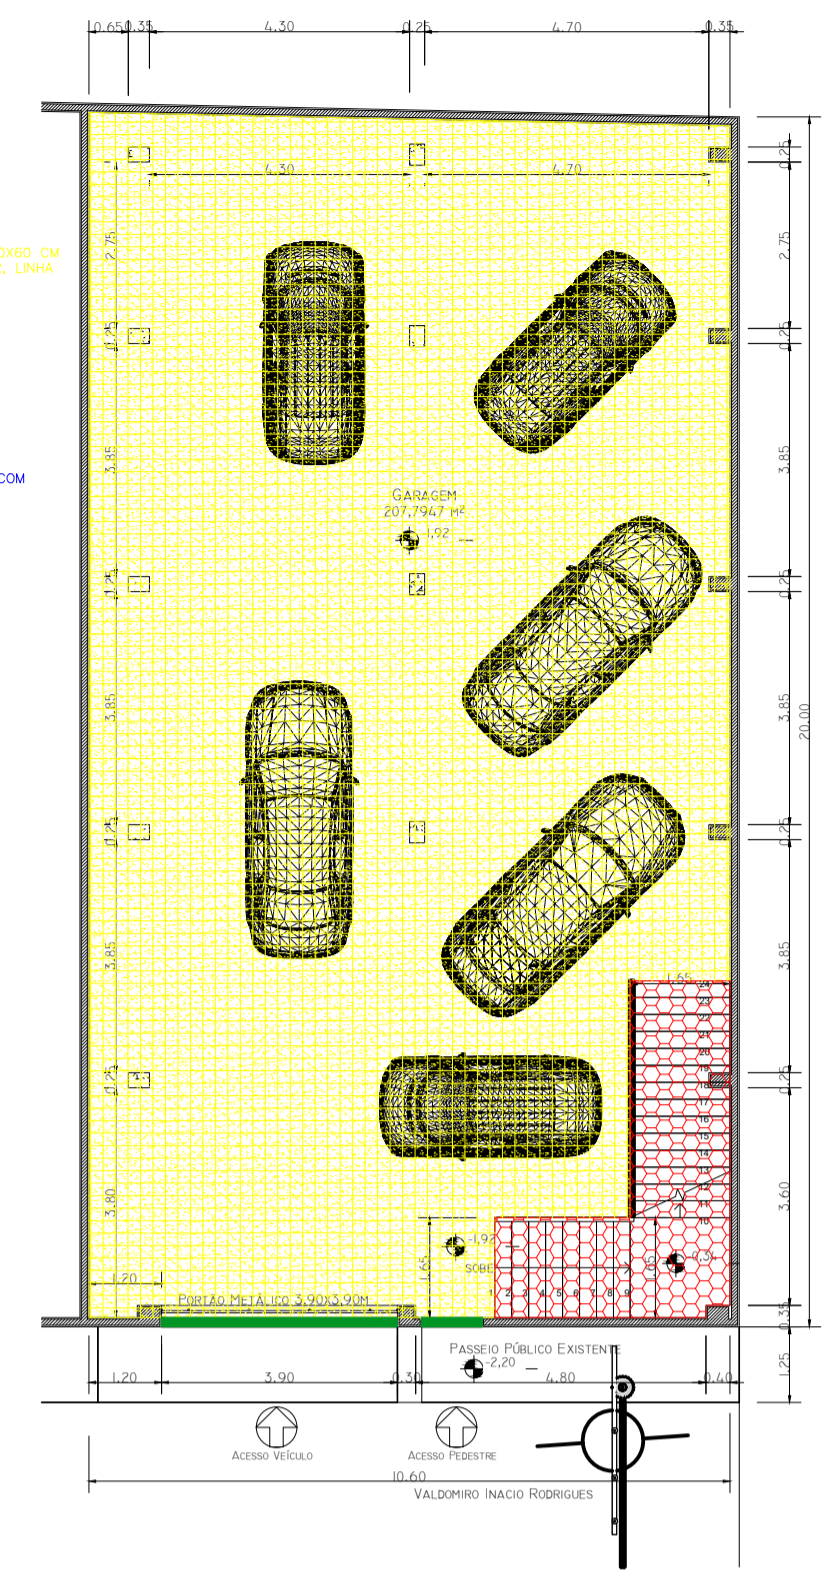 0.65 0.35 4.30 0.25 4.70 0.35
0.25
4.30 4.70
2.75 2.75
0X60 CM
LINHA
0.25 0.25
3.85 3.85
COM
GARAGEM
207,7947 M²
-1,92
0.25 0.25
3.85 3.85
20.00
0.25 0.25
3.85 3.85
1.65
24
23
22
21
20
19
18
17
16
15
14
13
12
11
10
0.25 0.25
3.80 3.60
-1,92
1.65 1.65
SOBE
-0,34
1 2 3 4 5 6 7 8 9
1.20
PORTÃO METÁLICO 3,90X3,90M
0.35
PASSEIO PÚBLICO EXISTENTE
-2,20
1.25
1.20 3.90 0.30 4.80 0.40
ACESSO VEÍCULO ACESSO PEDESTRE
10.60
VALDOMIRO INACIO RODRIGUES